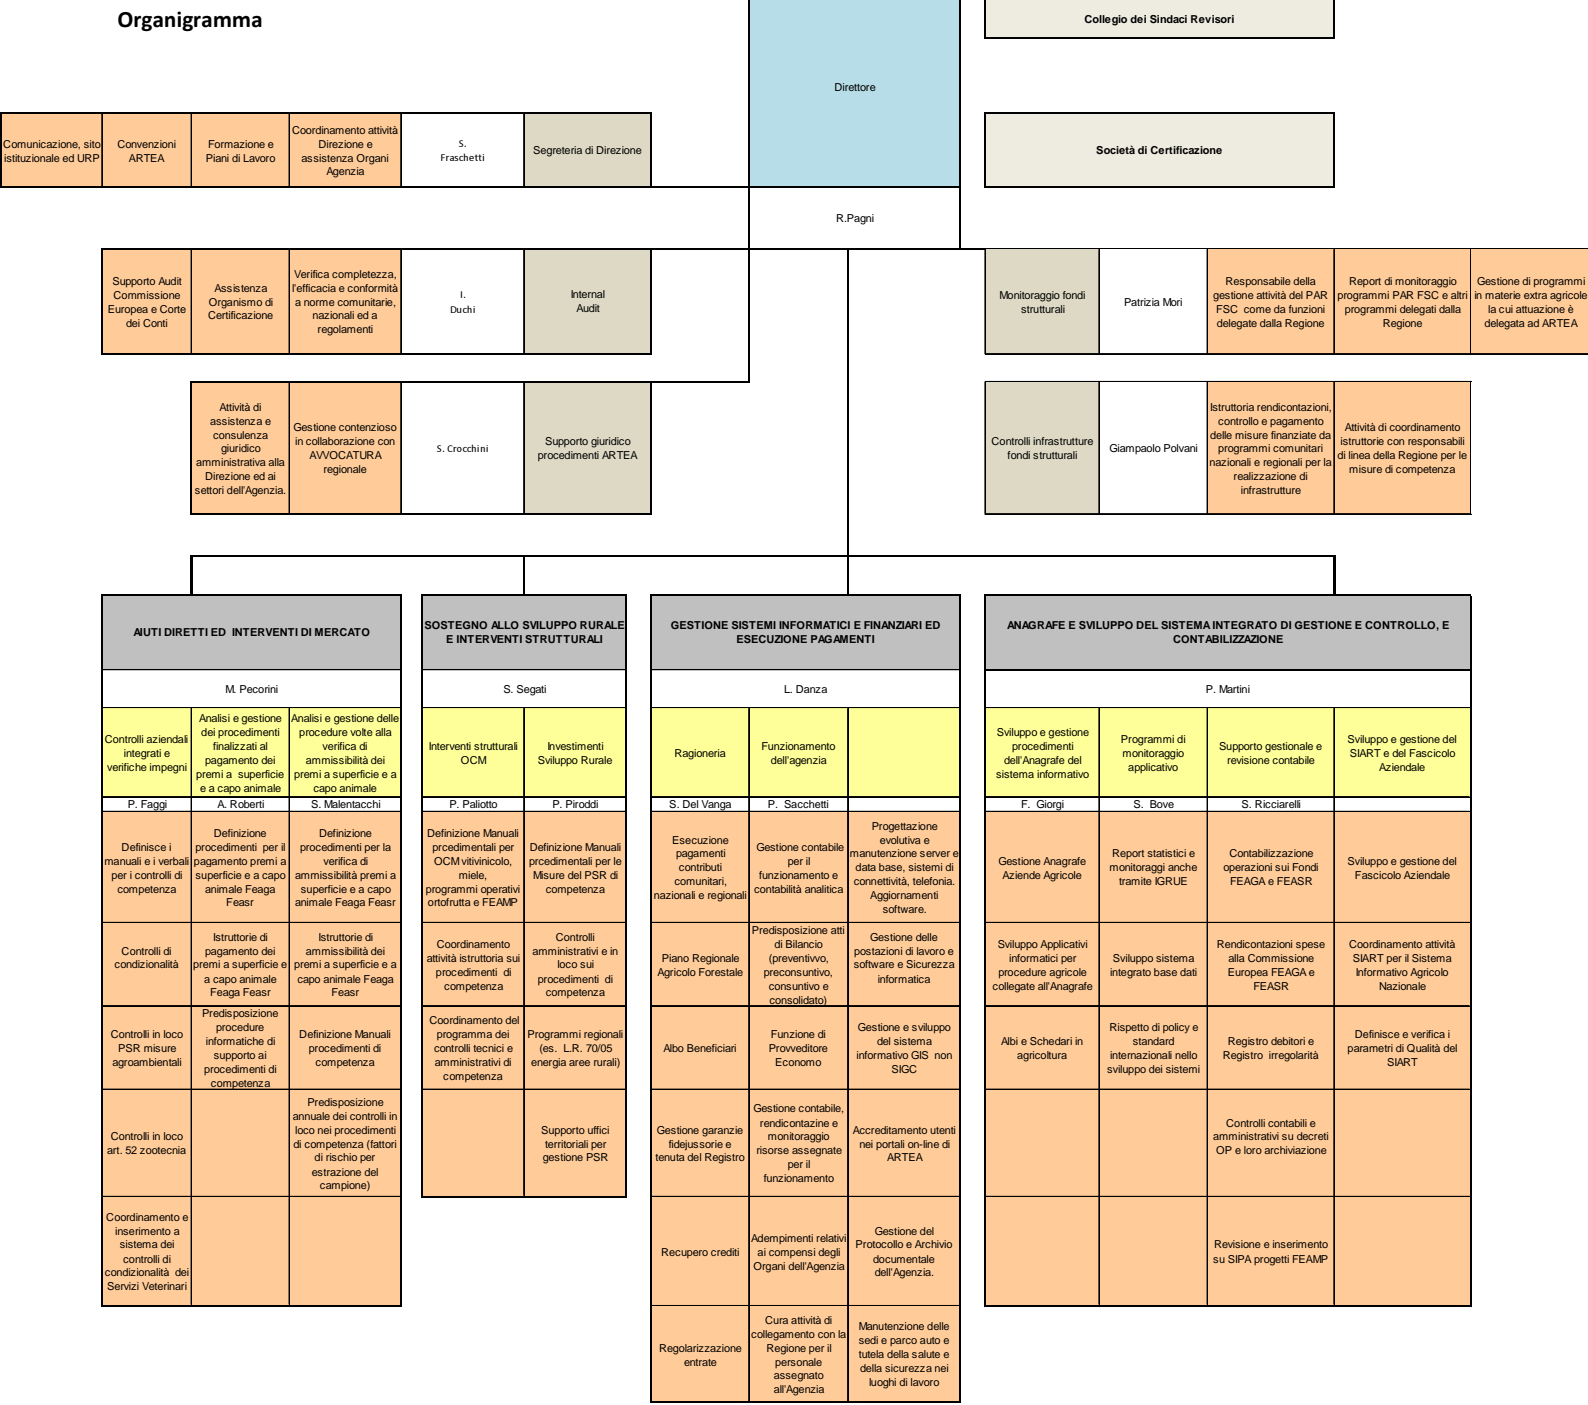 Organigramma
Collegio dei Sindaci Revisori
Direttore
Comunicazione, sito
istituzionale ed URP
Convenzioni
ARTEA
Formazione e
Piani di Lavoro
Coordinamento attività
Direzione e
assistenza Organi
Agenzia
S.
Fraschetti
Segreteria di Direzione
Società di Certificazione
R.Pagni
Supporto Audit
Commissione
Europea e Corte
dei Conti
Assistenza
Organismo di
Certificazione
Verifica completezza,
l'efficacia e conformità
a norme comunitarie,
nazionali ed a
regolamenti
I.
Duchi
Internal
Audit
Monitoraggio fondi
strutturali
Patrizia Mori
Responsabile della
gestione attività del PAR
FSC come da funzioni
delegate dalla Regione
Report di monitoraggio
programmi PAR FSC e altri
programmi delegati dalla
Regione
Gestione di programmi
in materie extra agricole
la cui attuazione è
delegata ad ARTEA
Attività di
assistenza e
consulenza
giuridico
amministrativa alla
Direzione ed ai
settori dell'Agenzia.
Gestione contenzioso
in collaborazione con
AVVOCATURA
regionale
S. Crocchini
Supporto giuridico
procedimenti ARTEA
Controlli infrastrutture
fondi strutturali
Giampaolo Polvani
Istruttoria rendicontazioni,
controllo e pagamento
delle misure finanziate da
programmi comunitari
nazionali e regionali per la
realizzazione di
infrastrutture
Attività di coordinamento
istruttorie con responsabili
di linea della Regione per le
misure di competenza
AIUTI DIRETTI ED INTERVENTI DI MERCATO
M. Pecorini
Controlli aziendali
integrati e
verifiche impegni
Analisi e gestione
dei procedimenti
finalizzati al
pagamento dei
premi a superficie
e a capo animale
Analisi e gestione delle
procedure volte alla
verifica di
ammissibilità dei
premi a superficie e a
capo animale
P. Faggi
A. Roberti
S. Malentacchi
Definisce i
manuali e i verbali
per i controlli di
competenza
Definizione
procedimenti per il
pagamento premi a
superficie e a capo
animale Feaga
Feasr
Definizione
procedimenti per la
verifica di
ammissibilità premi a
superficie e a capo
animale Feaga Feasr
Controlli di
condizionalità
Istruttorie di
pagamento dei
premi a superficie e
a capo animale
Feaga Feasr
Istruttorie di
ammissibilità dei
premi a superficie e a
capo animale Feaga
Feasr
Controlli in loco
PSR misure
agroambientali
Predisposizione
procedure
informatiche di
supporto ai
procedimenti di
competenza
Definizione Manuali
procedimenti di
competenza
Controlli in loco
art. 52 zootecnia
Predisposizione
annuale dei controlli in
loco nei procedimenti
di competenza (fattori
di rischio per
estrazione del
campione)
Coordinamento e
inserimento a
sistema dei
controlli di
condizionalità dei
Servizi Veterinari
SOSTEGNO ALLO SVILUPPO RURALE
E INTERVENTI STRUTTURALI
S. Segati
Interventi strutturali
OCM
Investimenti
Sviluppo Rurale
P. Paliotto
P. Piroddi
Definizione Manuali
prcedimentali per
OCM vitivinicolo,
miele,
programmi operativi
ortofrutta e FEAMP
Definizione Manuali
prcedimentali per le
Misure del PSR di
competenza
Coordinamento
attività istruttoria sui
procedimenti di
competenza
Controlli
amministrativi e in
loco sui
procedimenti di
competenza
Coordinamento del
programma dei
controlli tecnici e
amministrativi di
competenza
Programmi regionali
(es. L.R. 70/05
energia aree rurali)
Supporto uffici
territoriali per
gestione PSR
GESTIONE SISTEMI INFORMATICI E FINANZIARI ED
ESECUZIONE PAGAMENTI
L. Danza
Ragioneria
Funzionamento
dell'agenzia
S. Del Vanga
P. Sacchetti
Esecuzione
pagamenti
contributi
comunitari,
nazionali e regionali
Gestione contabile
per il
funzionamento e
contabilità analitica
Progettazione
evolutiva e
manutenzione server e
data base, sistemi di
connettività, telefonia.
Aggiornamenti
software.
Piano Regionale
Agricolo Forestale
Predisposizione atti
di Bilancio
(preventivvo,
preconsuntivo,
consuntivo e
consolidato)
Gestione delle
postazioni di lavoro e
software e Sicurezza
informatica
Albo Beneficiari
Funzione di
Provveditore
Economo
Gestione e sviluppo
del sistema
informativo GIS non
SIGC
Gestione garanzie
fidejussorie e
tenuta del Registro
Gestione contabile,
rendicontazine e
monitoraggio
risorse assegnate
per il
funzionamento
Accreditamento utenti
nei portali on-line di
ARTEA
Recupero crediti
Adempimenti relativi
ai compensi degli
Organi dell'Agenzia
Gestione del
Protocollo e Archivio
documentale
dell'Agenzia.
Regolarizzazione
entrate
Cura attività di
collegamento con la
Regione per il
personale
assegnato
all'Agenzia
Manutenzione delle
sedi e parco auto e
tutela della salute e
della sicurezza nei
luoghi di lavoro
ANAGRAFE E SVILUPPO DEL SISTEMA INTEGRATO DI GESTIONE E CONTROLLO, E
CONTABILIZZAZIONE
P. Martini
Sviluppo e gestione
procedimenti
dell'Anagrafe del
sistema informativo
Programmi di
monitoraggio
applicativo
Supporto gestionale e
revisione contabile
Sviluppo e gestione del
SIART e del Fascicolo
Aziendale
F. Giorgi
S. Bove
S. Ricciarelli
Gestione Anagrafe
Aziende Agricole
Report statistici e
monitoraggi anche
tramite IGRUE
Contabilizzazione
operazioni sui Fondi
FEAGA e FEASR
Sviluppo e gestione del
Fascicolo Aziendale
Sviluppo Applicativi
informatici per
procedure agricole
collegate all'Anagrafe
Sviluppo sistema
integrato base dati
Rendicontazioni spese
alla Commissione
Europea FEAGA e
FEASR
Coordinamento attività
SIART per il Sistema
Informativo Agricolo
Nazionale
Albi e Schedari in
agricoltura
Rispetto di policy e
standard
internazionali nello
sviluppo dei sistemi
Registro debitori e
Registro irregolarità
Definisce e verifica i
parametri di Qualità del
SIART
Controlli contabili e
amministrativi su decreti
OP e loro archiviazione
Revisione e inserimento
su SIPA progetti FEAMP